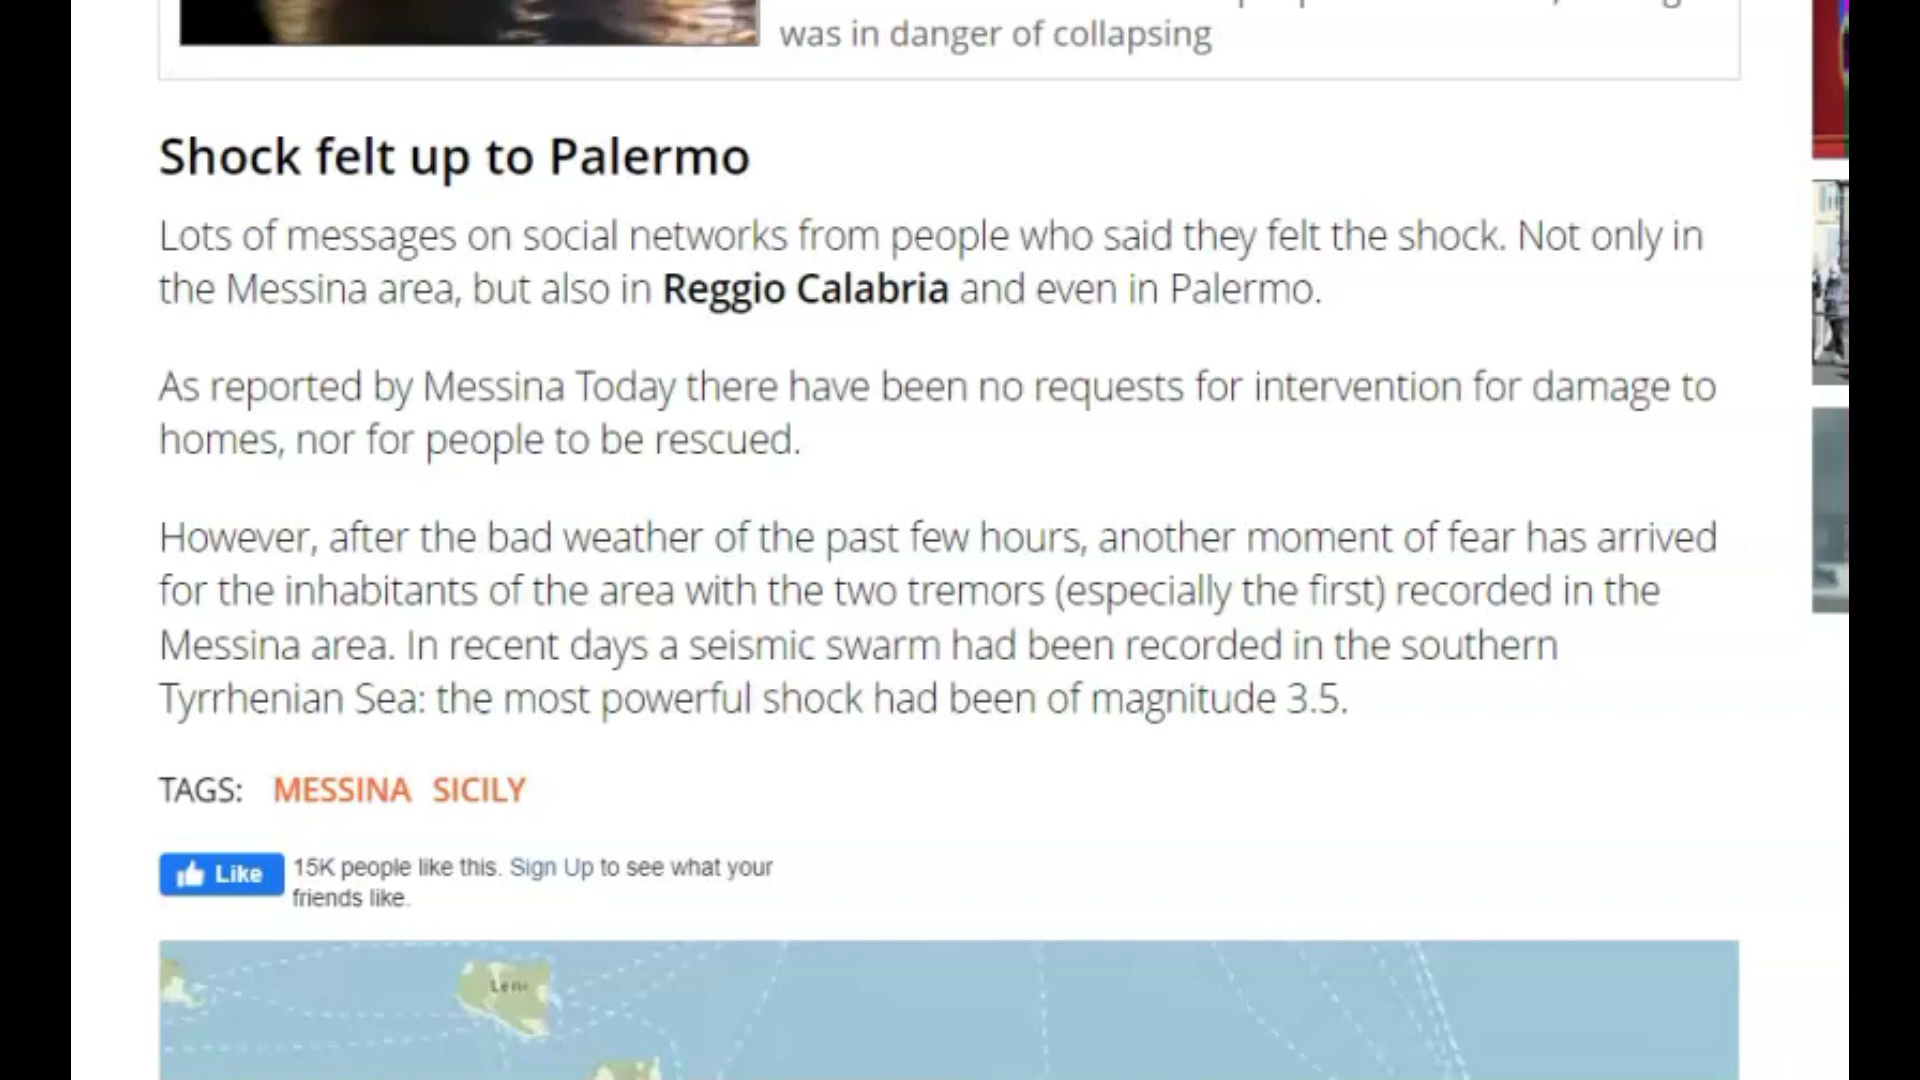 was in danger of collapsing
Shock felt up to Palermo
Lots of messages on social networks from people who said they felt the shock. Not only in
the Messina area, but also in Reggio Calabria and even in Palermo.
As reported by Messina Today there have been no requests for intervention for damage to
homes, nor for people to be rescued.
However, after the bad weather of the past few hours, another moment of fear has arrived
for the inhabitants of the area with the two tremors (especially the first) recorded in the
Messina area. In recent days a seismic swarm had been recorded in the southern
Tyrrhenian Sea: the most powerful shock had been of magnitude 3.5.
TAGS: MESSINA SICILY
Like 15K people like this. Sign Up to see what your
friends like.